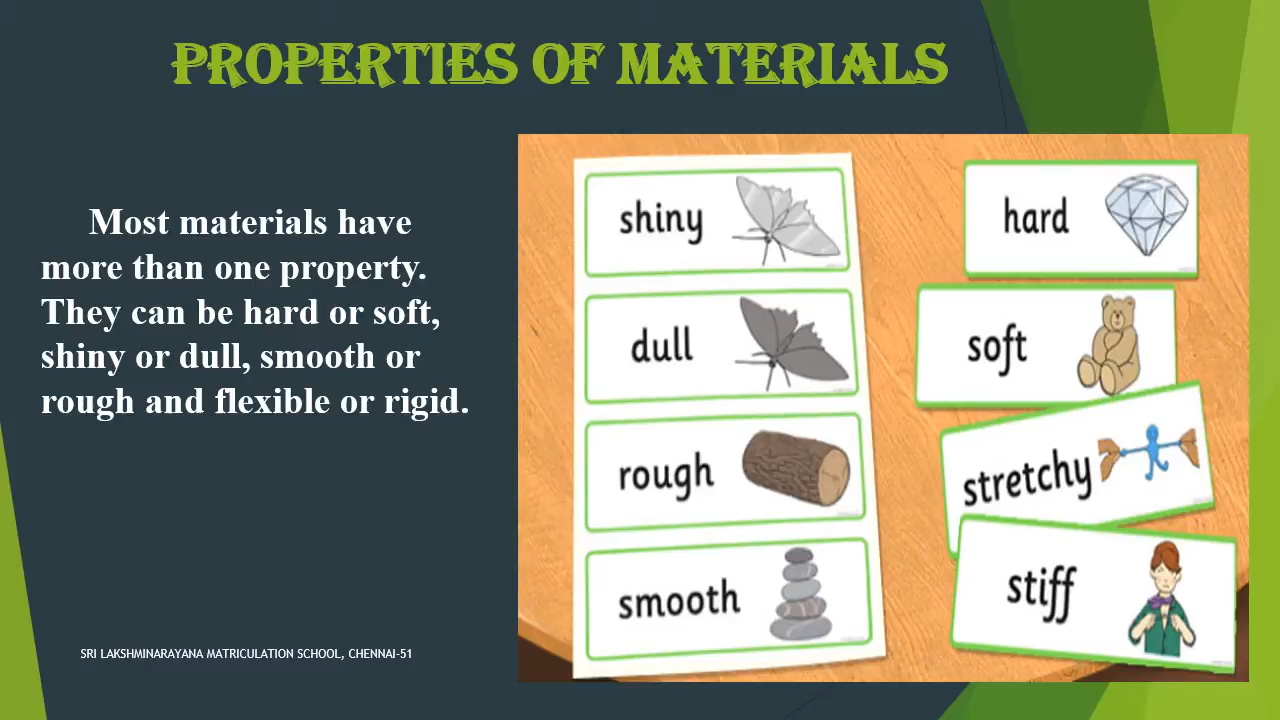 PROPERTIES OF MATERIALS
Most materials have
more than one property.
They can be hard or soft,
shiny or dull, smooth or
rough and flexible or rigid.
shiny
dull
rough
smooth
hard
soft
stretchy
stiff
SRI LAKSHMINARAYANA MATRICULATION SCHOOL, CHENNAI-51